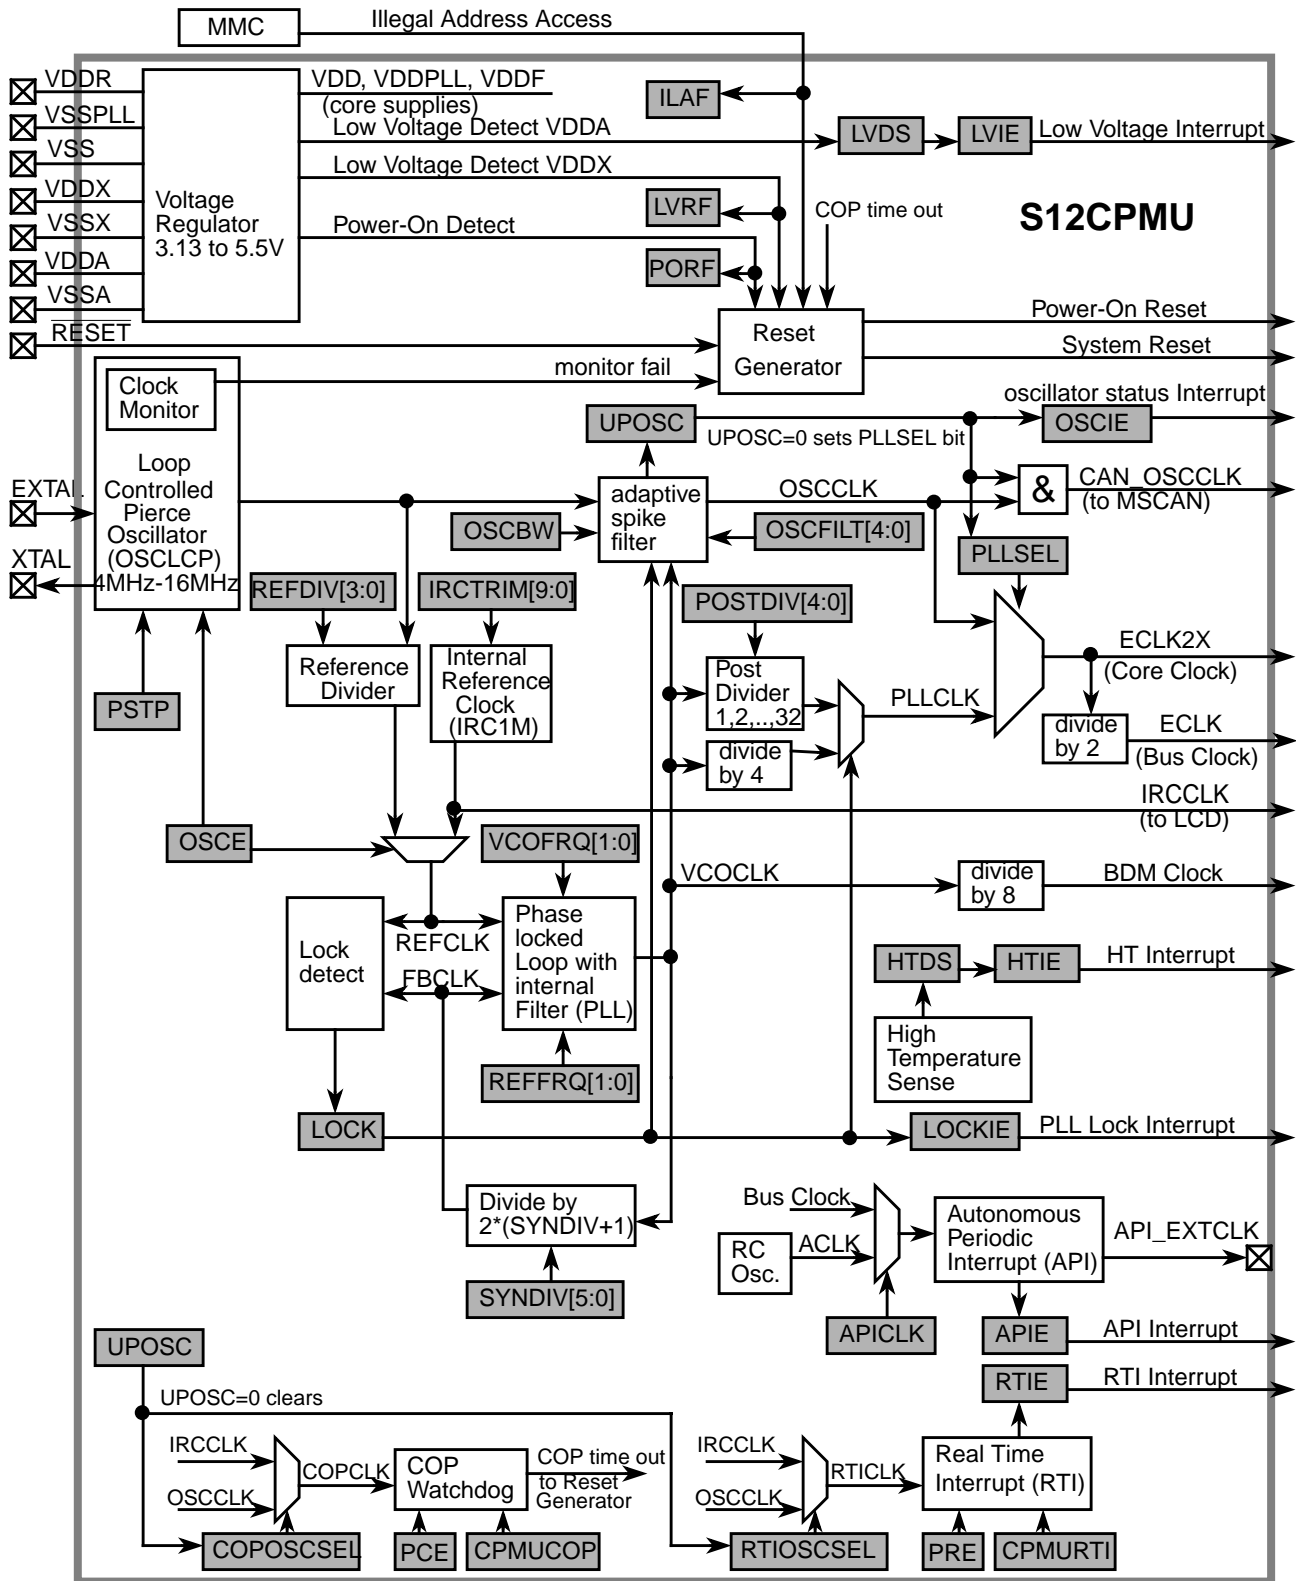 MMC
Illegal Address Access
VDDR
VSSPLL
VSS
VDDX
VSSX
VDDA
VSSA
RESET
Voltage
Regulator
3.13 to 5.5V
VDD, VDDPLL, VDDF
(core supplies)
Low Voltage Detect VDDA
Low Voltage Detect VDDX
Power-On Detect
ILAF
LVRF
PORF
LVDS
LVIE
Low Voltage Interrupt
COP time out
S12CPMU
Reset
Generator
Power-On Reset
System Reset
monitor fail
Clock
Monitor
Loop
Controlled
Pierce
Oscillator
(OSCLCP)
4MHz-16MHz
EXTAL
XTAL
UPOSC
UPOSC=0 sets PLLSEL bit
oscillator status Interrupt
OSCIE
adaptive
spike
filter
OSCBW
OSCCLK
OSCFILT[4:0]
&
CAN_OSCCLK
(to MSCAN)
PLLSEL
REFDIV[3:0]
IRCTRIM[9:0]
POSTDIV[4:0]
Reference
Divider
Internal
Reference
Clock
(IRC1M)
Post
Divider
1,2,..,32
divide
by 4
PLLCLK
ECLK2X
(Core Clock)
divide
by 2
ECLK
(Bus Clock)
PSTP
OSCE
IRCCLK
(to LCD)
VCOFRQ[1:0]
VCOCLK
divide
by 8
BDM Clock
Lock
detect
REFCLK
FBCLK
Phase
locked
Loop with
internal
Filter (PLL)
REFFRQ[1:0]
HTDS
HTIE
HT Interrupt
High
Temperature
Sense
LOCK
LOCKIE
PLL Lock Interrupt
Divide by
2*(SYNDIV+1)
SYNDIV[5:0]
Bus Clock
RC
Osc.
ACLK
Autonomous
Periodic
Interrupt (API)
API_EXTCLK
APICLK
APIE
API Interrupt
RTIE
RTI Interrupt
UPOSC
UPOSC=0 clears
IRCCLK
OSCCLK
COPCLK
COP
Watchdog
COP time out
to Reset
Generator
COPOSCSEL
PCE
CPMUCOP
IRCCLK
OSCCLK
RTICLK
Real Time
Interrupt (RTI)
RTIOSCSEL
PRE
CPMURTI